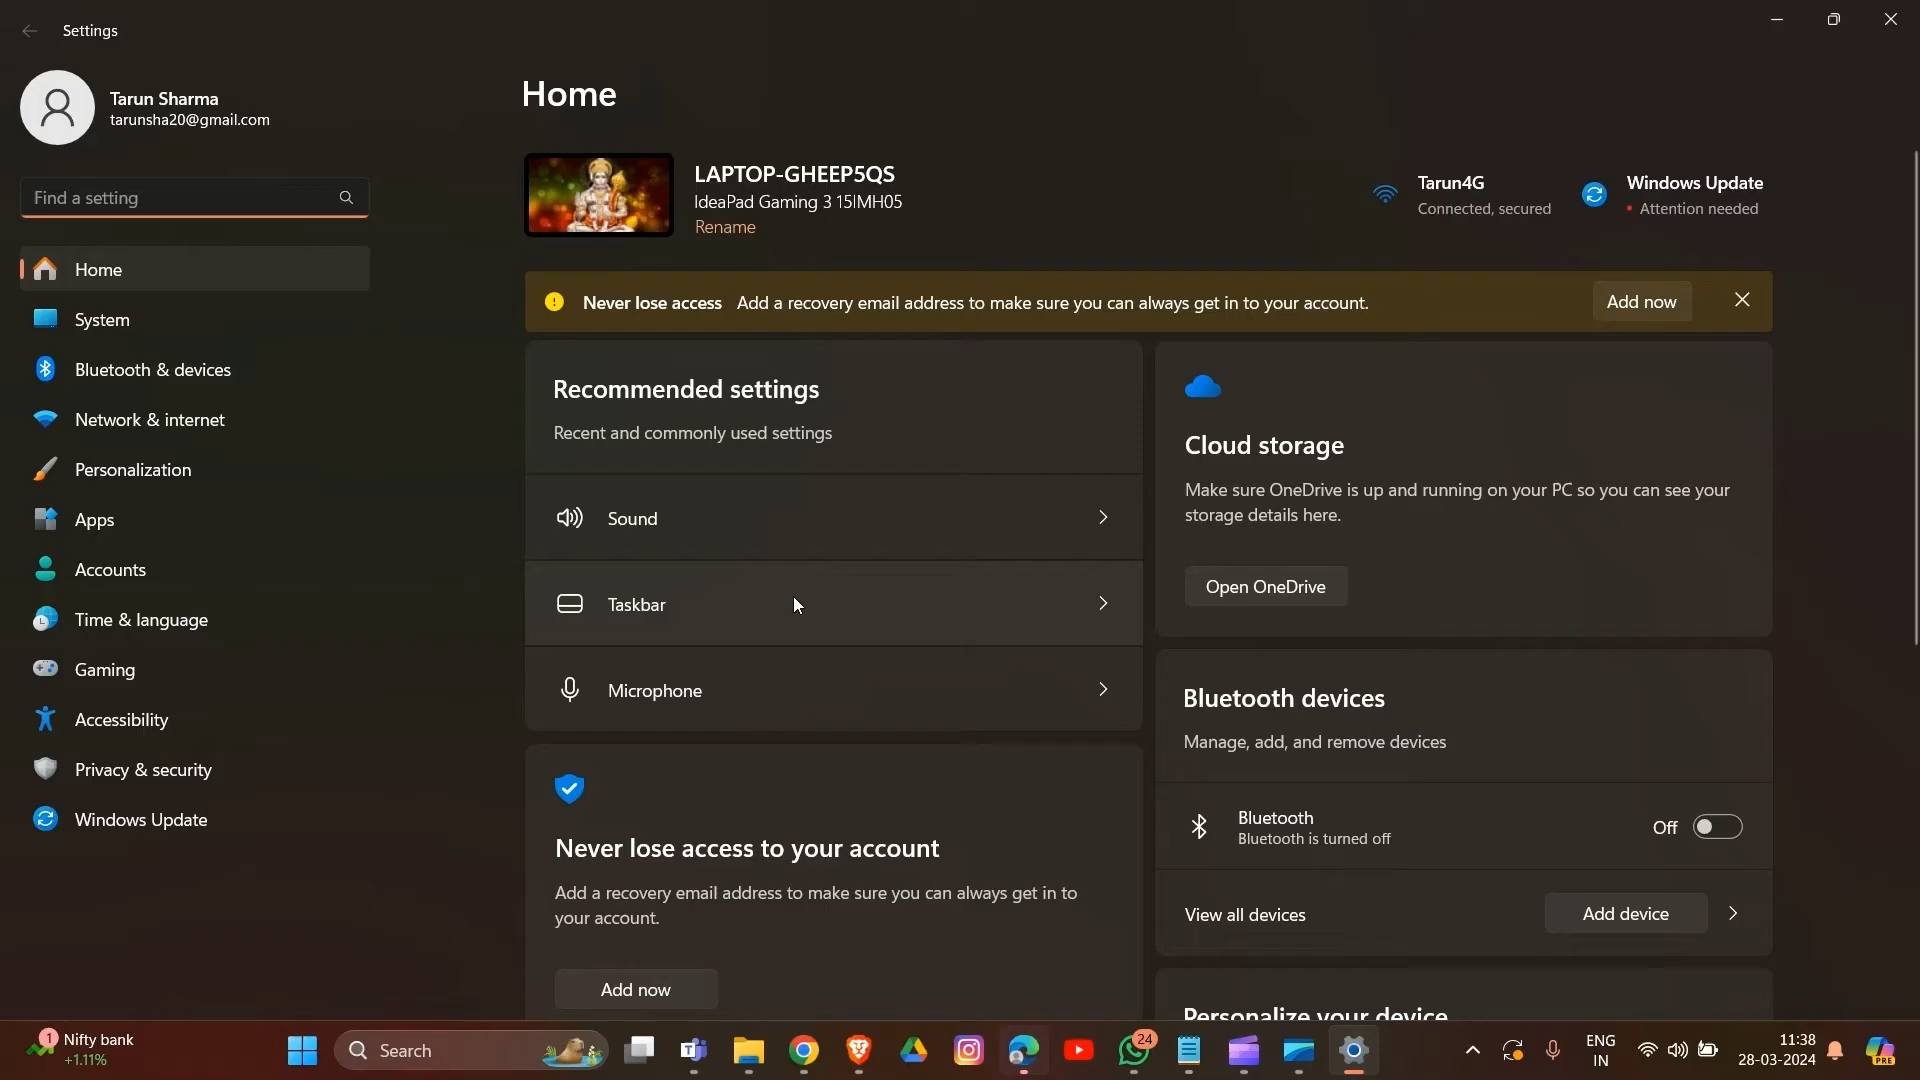 Settings
Tarun Sharma
tarunsha20@gmail.com
Find a setting
Home
System
Bluetooth & devices
Network & internet
Personalization
Apps
Accounts
Time & language
Gaming
Accessibility
Privacy & security
Windows Update
Home
LAPTOP-GHEEP5QS
IdeaPad Gaming 3 15IMH05
Rename
Tarun4G
Connected, secured
Windows Update
Attention needed
Never lose access Add a recovery email address to make sure you can always get in to your account.
Add now
Recommended settings
Recent and commonly used settings
Sound
Taskbar
Microphone
Never lose access to your account
Add a recovery email address to make sure you can always get in to
your account.
Add now
Cloud storage
Make sure OneDrive is up and running on your PC so you can see your
storage details here.
Open OneDrive
Bluetooth devices
Manage, add, and remove devices
Bluetooth
Bluetooth is turned off
Off
View all devices
Add device
Personalize your device
1
Nifty bank
+1.11%
Search
24
ENG
IN
11:38
28-03-2024
PRE